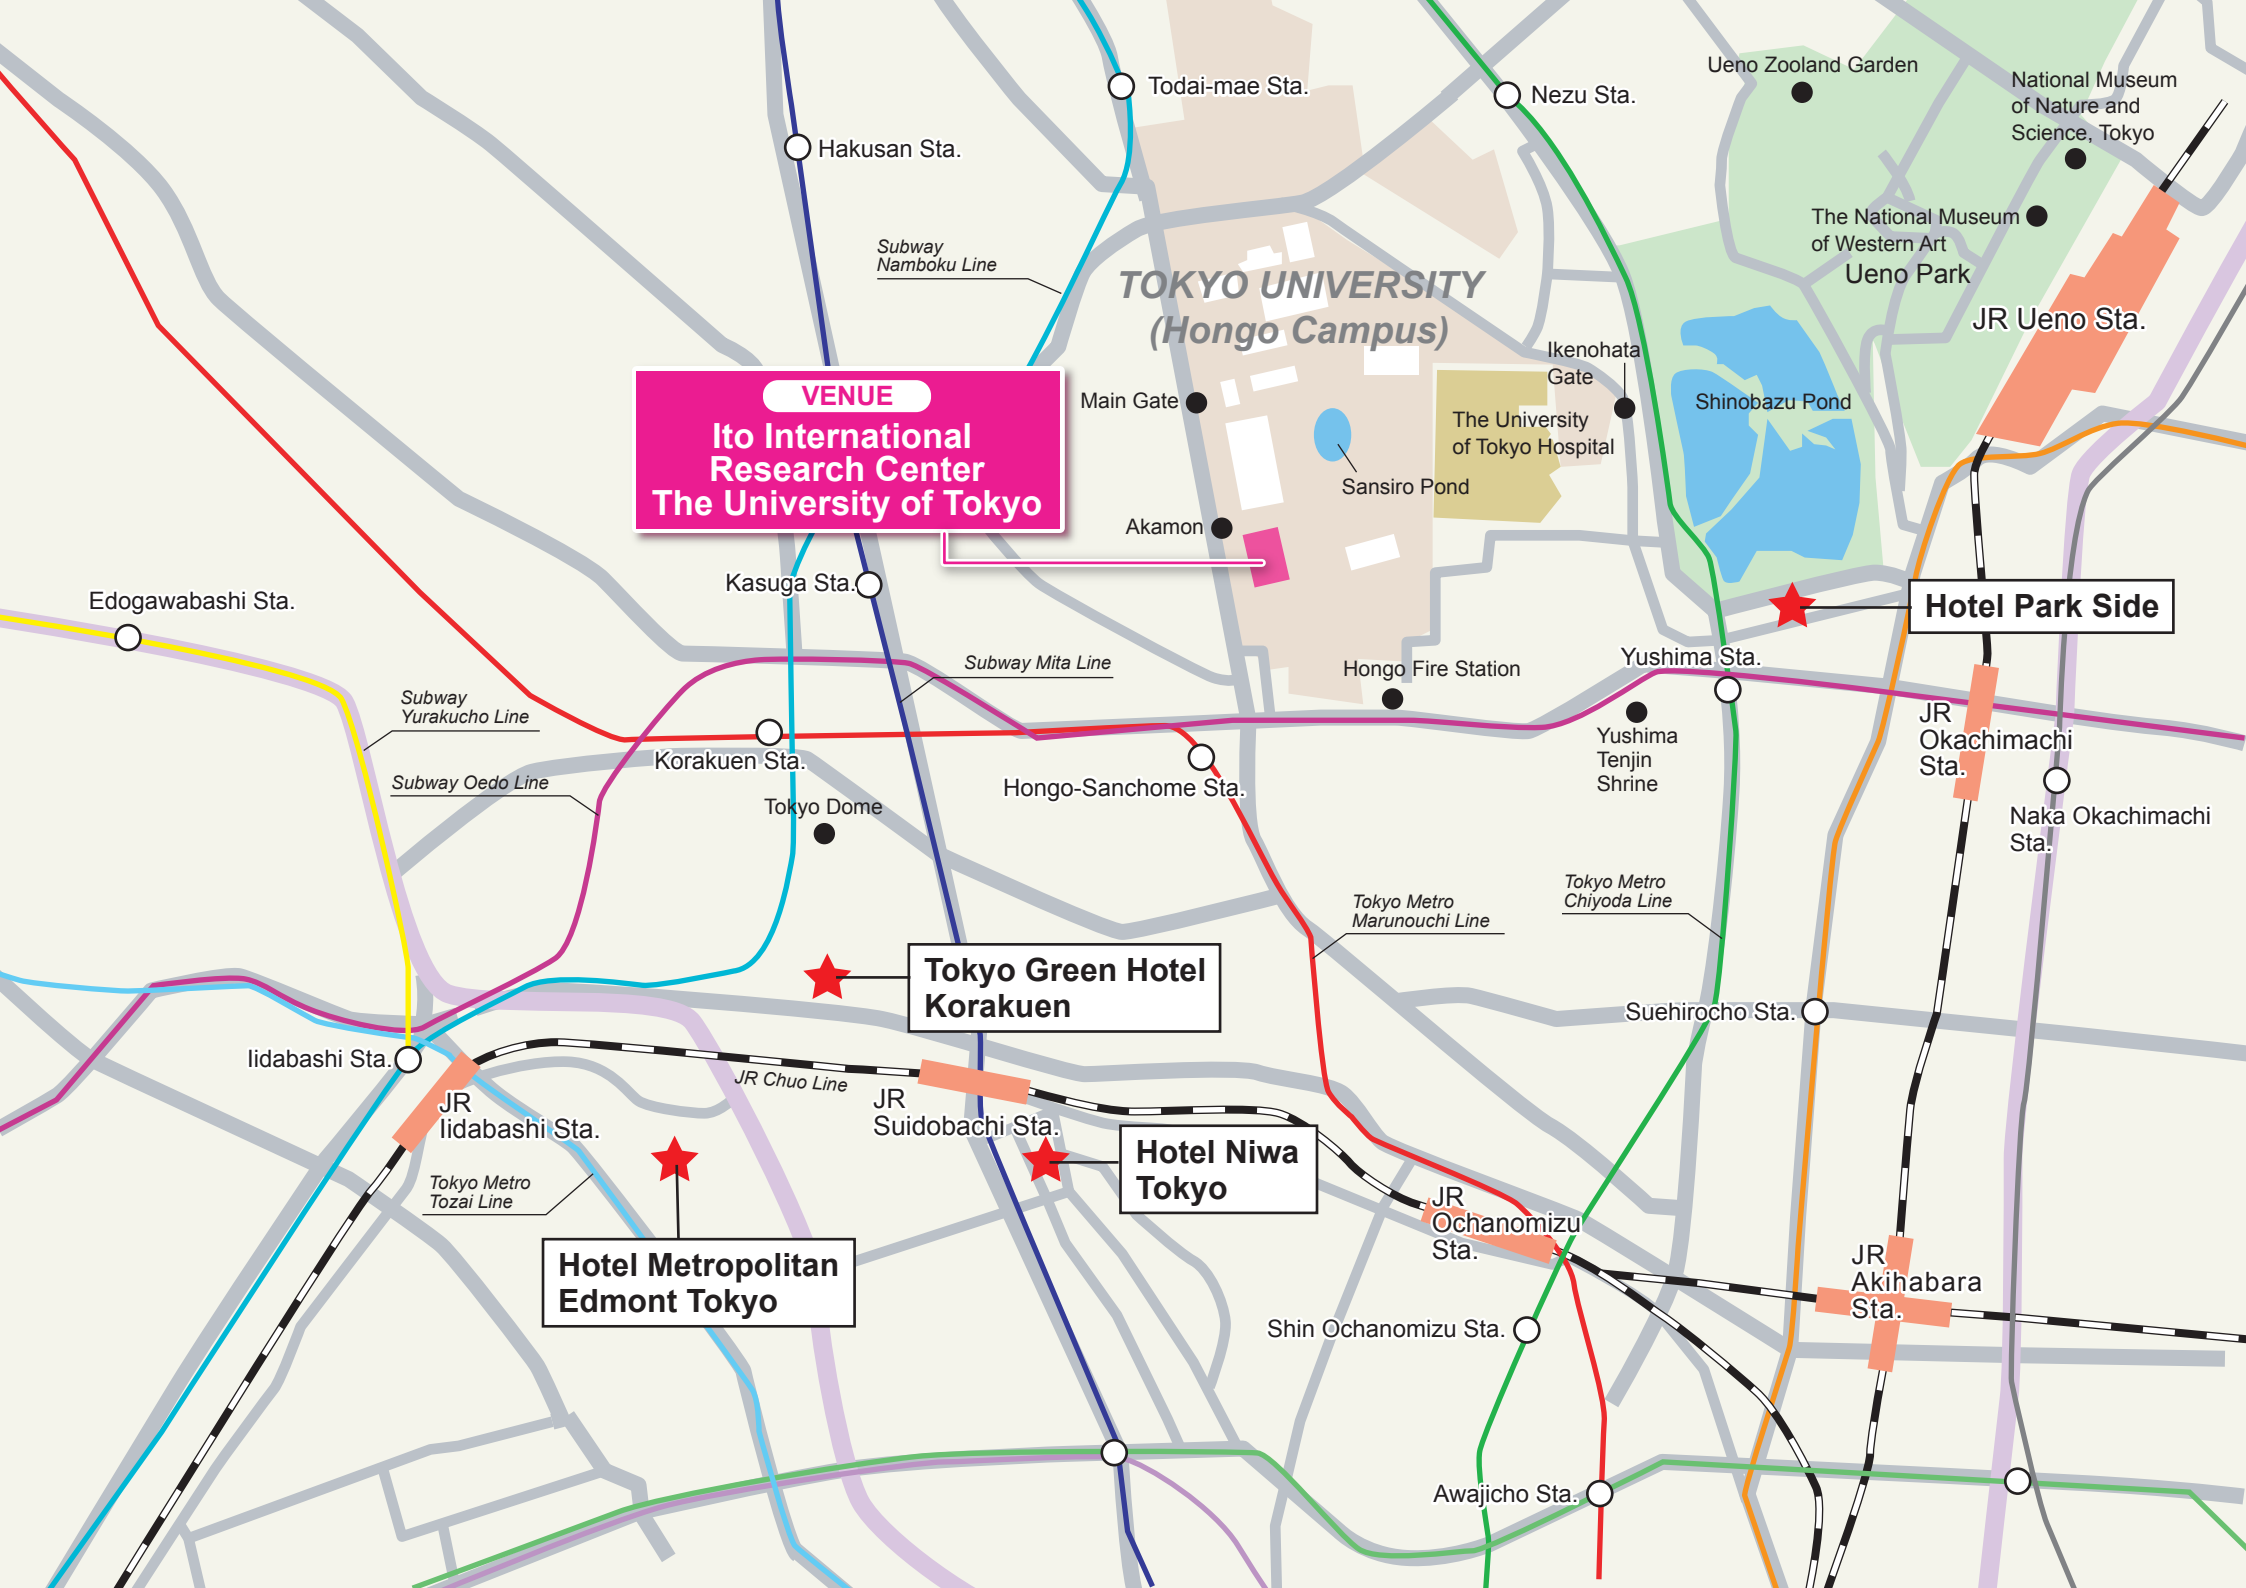 Ueno Zooland Garden
Todai-mae Sta.
Nezu Sta.
National Museum
of Nature and
Science, Tokyo
Hakusan Sta.
The National Museum
of Western Art
Ueno Park
Subway
Namboku Line
TOKYO UNIVERSITY
(Hongo Campus)
JR Ueno Sta.
Ikenohata
Gate
VENUE
Ito International
Research Center
The University of Tokyo
Main Gate
Shinobazu Pond
The University
of Tokyo Hospital
Sansiro Pond
Akamon
Kasuga Sta.
Edogawabashi Sta.
Hotel Park Side
Subway Mita Line
Hongo Fire Station
Yushima Sta.
Subway
Yurakucho Line
JR
Okachimachi
Sta.
Yushima
Tenjin
Shrine
Korakuen Sta.
Subway Oedo Line
Hongo-Sanchome Sta.
Tokyo Dome
Naka Okachimachi
Sta.
Tokyo Metro
Marunouchi Line
Tokyo Metro
Chiyoda Line
Tokyo Green Hotel
Korakuen
Suehirocho Sta.
Iidabashi Sta.
JR Chuo Line
JR
Iidabashi Sta.
JR
Suidobachi Sta.
Hotel Niwa
Tokyo
Tokyo Metro
Tozai Line
JR
Ochanomizu
Sta.
Hotel Metropolitan
Edmont Tokyo
JR
Akihabara
Sta.
Shin Ochanomizu Sta.
Awajicho Sta.